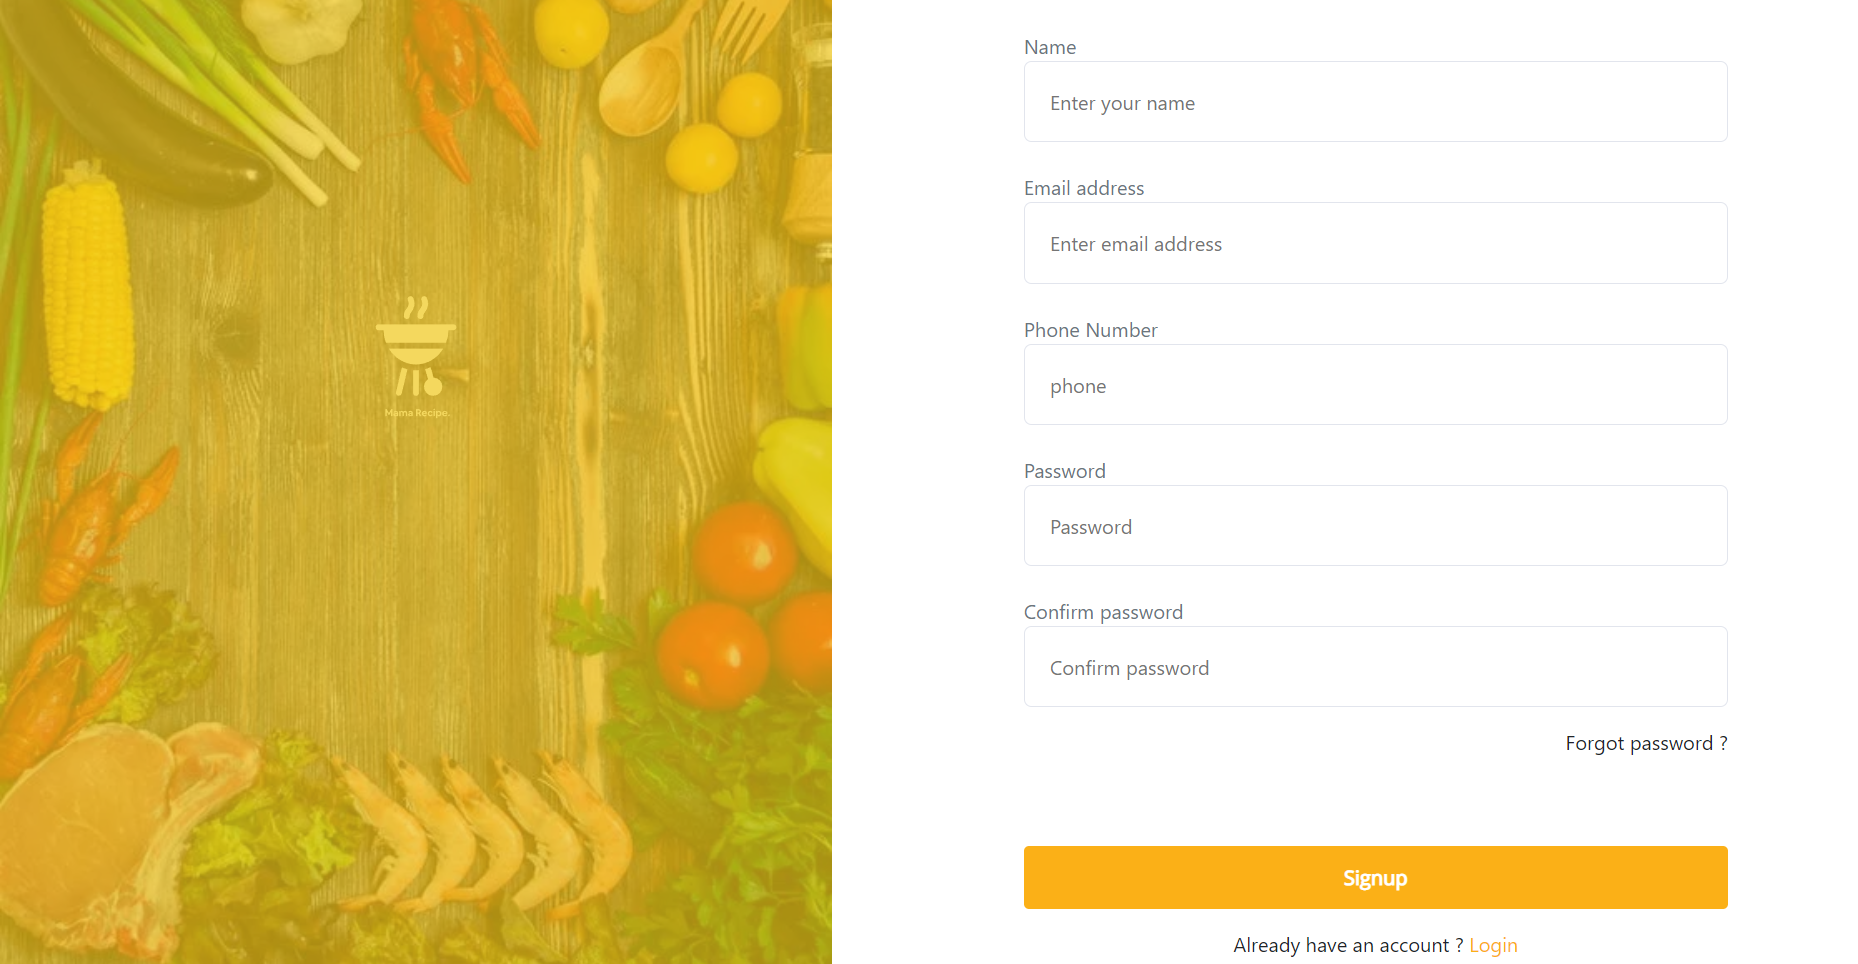 Mama Recipe.
Name
Enter your name
Email address
Enter email address
Phone Number
phone
Password
Password
Confirm password
Confirm password
Forgot password ?
Signup
Already have an account ? Login